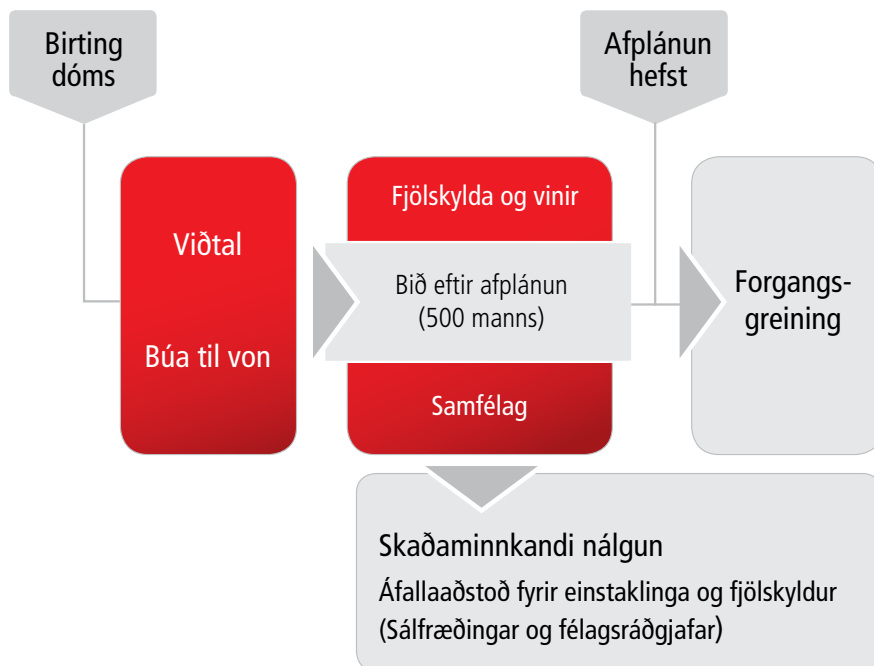 Birting
dóms
Afplánun
hefst
Viðtal
Búa til von
Fjölskylda og vinir
Bið eftir afplánun
(500 manns)
Samfélag
Forgangs-
greining
Skaðaminnkandi nálgun
Áfallaaðstoð fyrir einstaklinga og fjölskyldur
(Sálfræðingar og félagsráðgjafar)